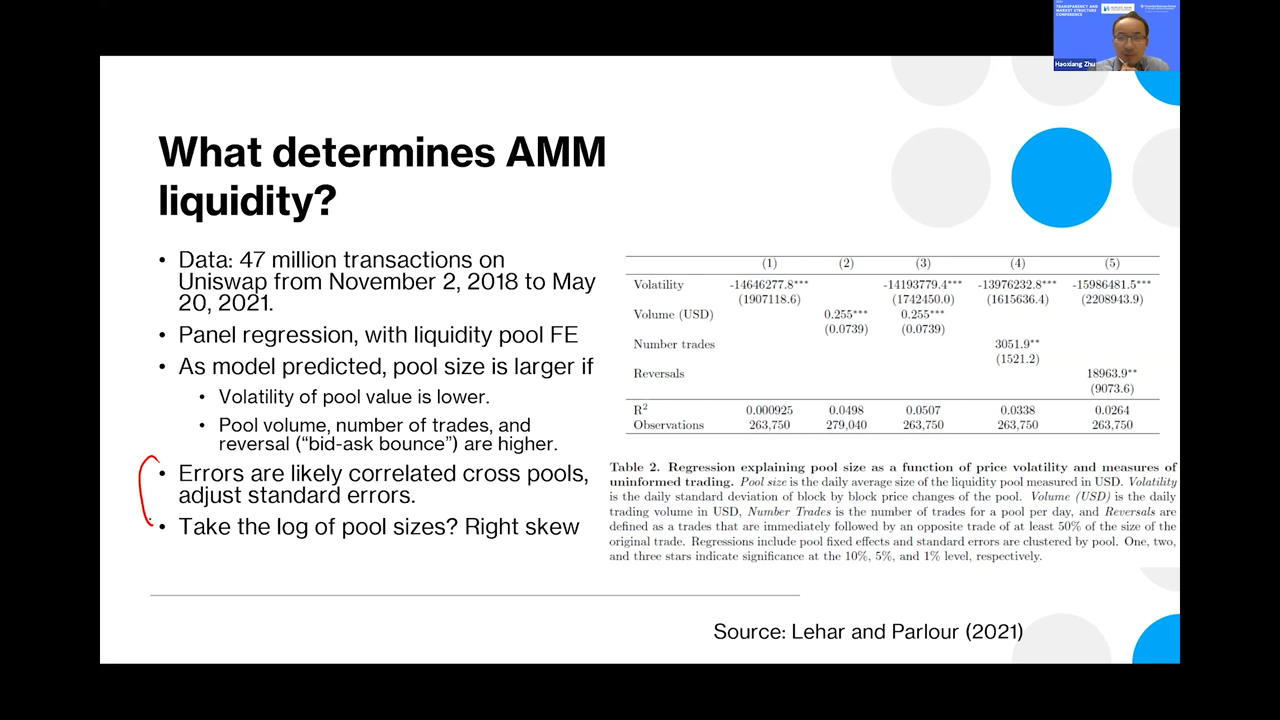 TRANSPARENCY AND
MARKET STRUCTURE
CONFERENCE
Haoxiang Zhu
What determines AMM
liquidity?
• Data: 47 million transactions on
Uniswap from November 2, 2018 to May
20, 2021.
• Panel regression, with liquidity pool FE
• As model predicted, pool size is larger if
• Volatility of pool value is lower.
• Pool volume, number of trades, and
reversal (“bid-ask bounce”) are higher.
• Errors are likely correlated cross pools,
adjust standard errors.
• Take the log of pool sizes? Right skew
(1) (2) (3) (4) (5)
Volatility -14646277.8*** -14193779.4*** -13976232.8*** -15986481.5***
(1907118.6) (1742450.0) (1615636.4) (2208943.9)
Volume (USD) 0.255*** 0.255***
(0.0739) (0.0739)
Number trades 3051.9**
(1521.2)
Reversals 18963.9**
(9073.6)
R² 0.000925 0.0498 0.0507 0.0338 0.0264
Observations 263,750 279,040 263,750 263,750 263,750
Table 2. Regression explaining pool size as a function of price volatility and measures of
uninformed trading. Pool size is the daily average size of the liquidity pool measured in USD. Volatility
is the daily standard deviation of block by block price changes of the pool. Volume (USD) is the daily
trading volume in USD, Number Trades is the number of trades for a pool per day, and Reversals are
defined as a trades that are immediately followed by an opposite trade of at least 50% of the size of the
original trade. Regressions include pool fixed effects and standard errors are clustered by pool. One, two,
and three stars indicate significance at the 10%, 5%, and 1% level, respectively.
Source: Lehar and Parlour (2021)